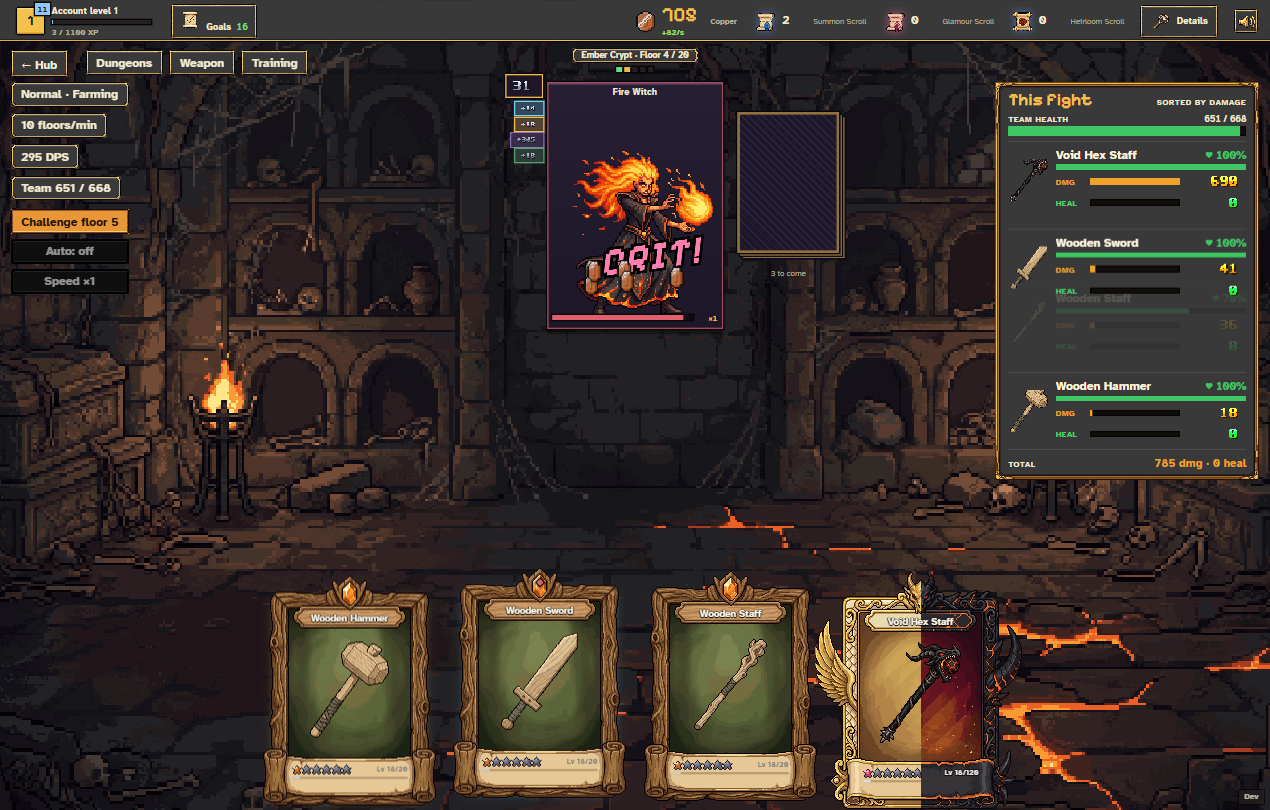 1
11
Account level 1
3 / 1100 XP
Goals 16
708
+82/s
Copper
2
Summon Scroll
0
Glamour Scroll
0
Heirloom Scroll
Details
← Hub
Dungeons
Weapon
Training
Ember Crypt · Floor 4 / 20
Normal · Farming
10 floors/min
295 DPS
Team 651 / 668
Challenge floor 5
Auto: off
Speed ×1
31
+18
+18
Fire Witch
CRIT!
×1
3 to come
This Fight
SORTED BY DAMAGE
TEAM HEALTH
651 / 668
Void Hex Staff
100%
DMG
690
HEAL
0
Wooden Sword
100%
DMG
41
HEAL
0
Wooden Staff
DMG
36
HEAL
0
Wooden Hammer
100%
DMG
18
HEAL
0
TOTAL
785 dmg · 0 heal
Wooden Hammer
Lv 18/20
Wooden Sword
Lv 18/20
Wooden Staff
Lv 18/20
Void Hex Staff
Lv 18/120
Dev